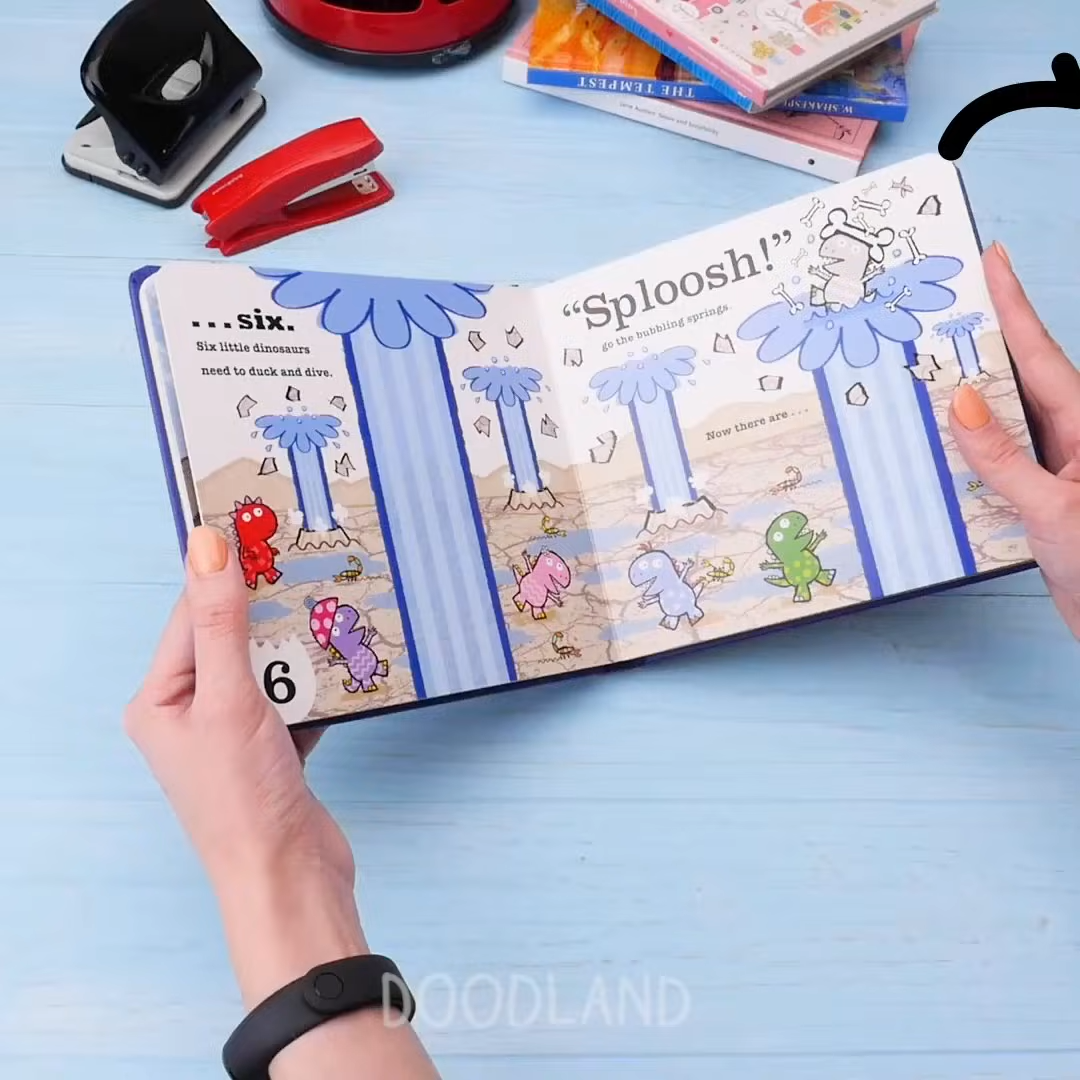 THE TEMPEST
W. SHAKESP
...six.
Six little dinosaurs
need to duck and dive.
6
“Sploosh!”
go the bubbling springs.
Now there are ...
DOODLAND